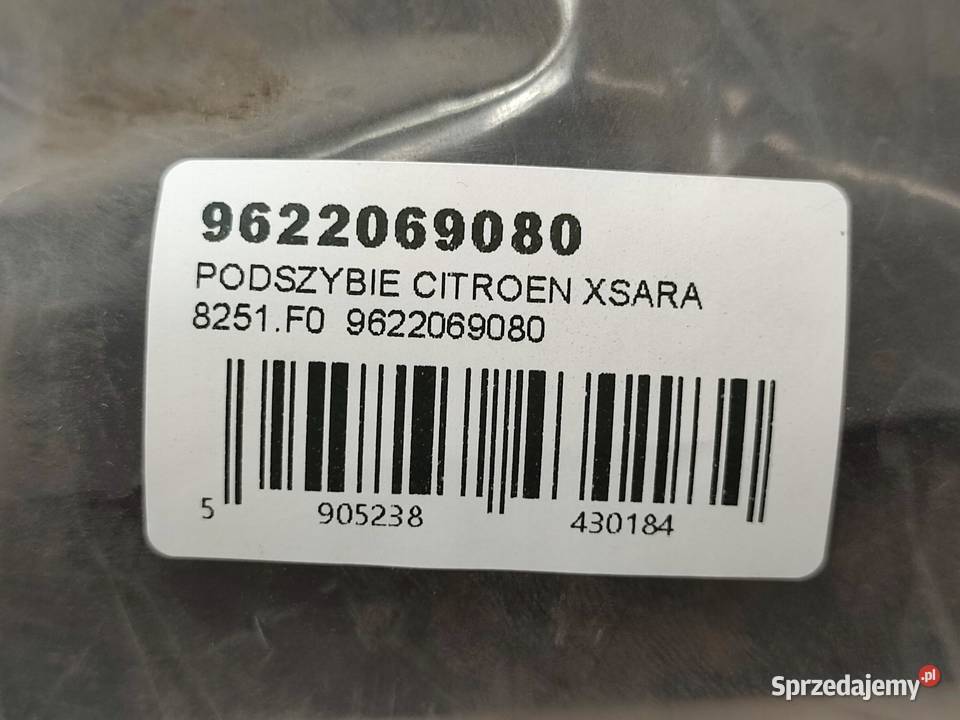 9622069080
PODSZYBIE CITROEN XSARA
8251.F0 9622069080
5 905238 430184
Sprzedajemy.pl